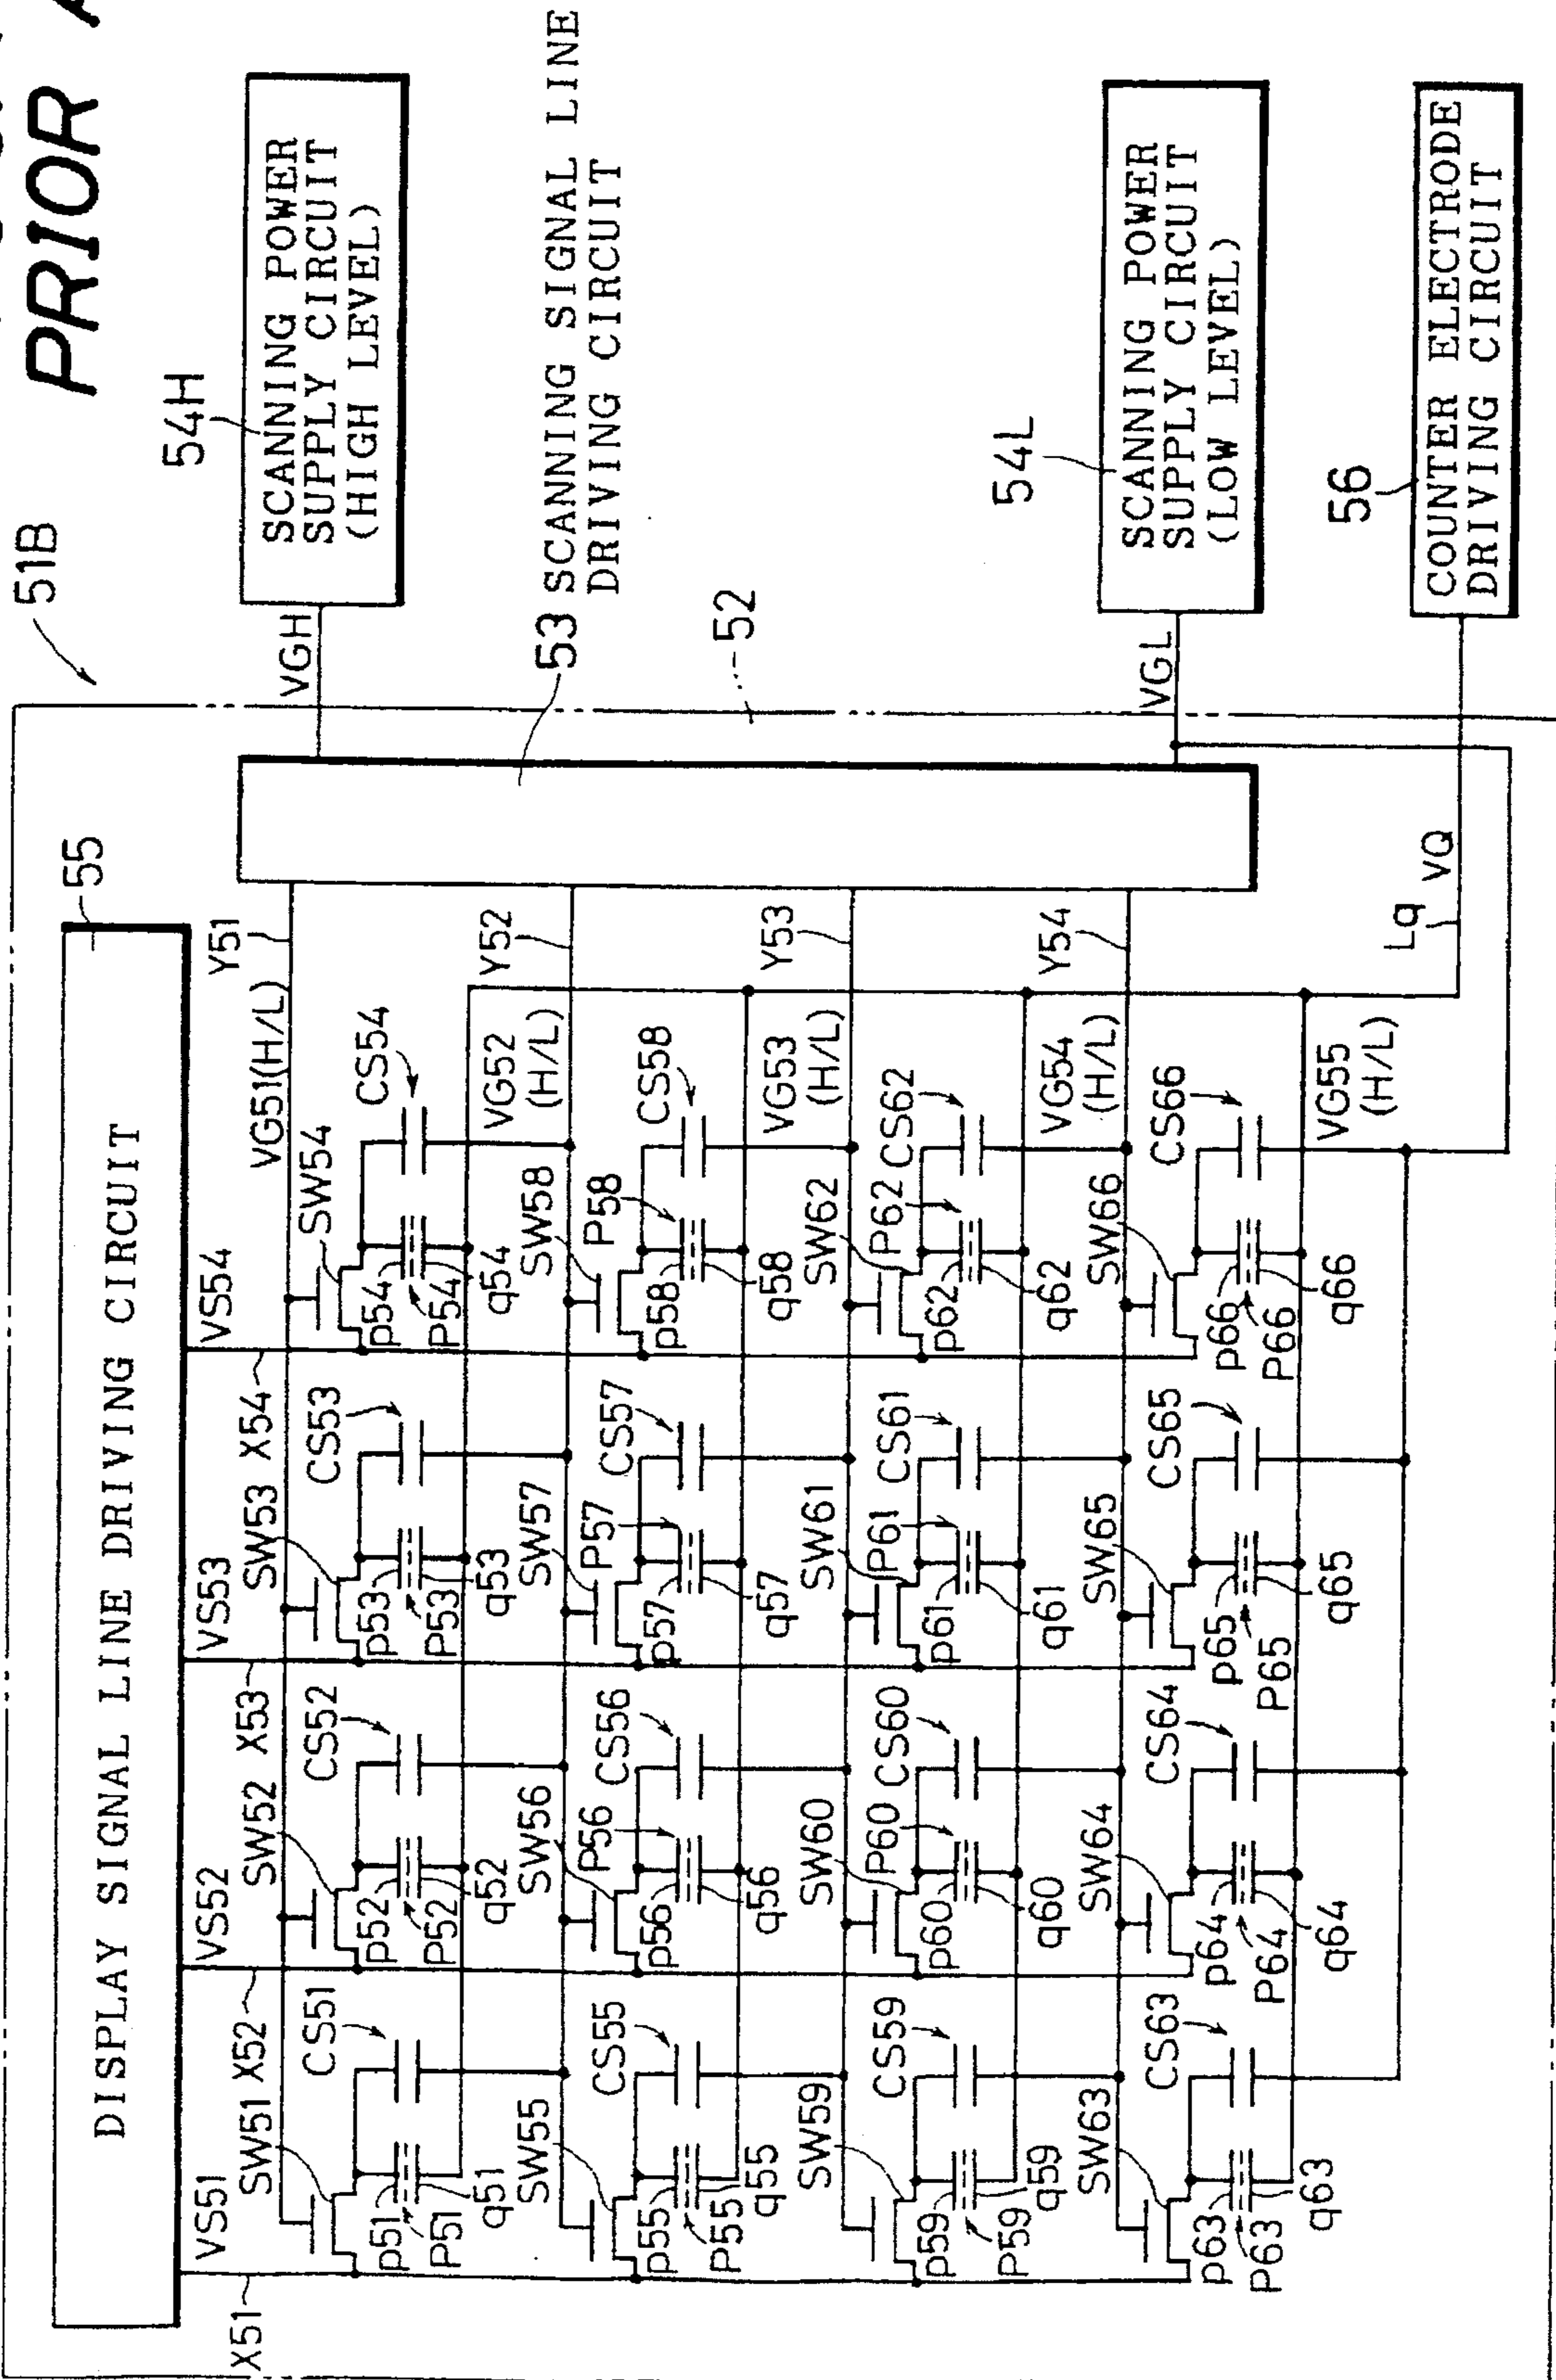 PRIOR A
51B
54H
SCANNING POWER
SUPPLY CIRCUIT
(HIGH LEVEL)
VGH
53 SCANNING SIGNAL LINE
DRIVING CIRCUIT
52
54L
SCANNING POWER
SUPPLY CIRCUIT
(LOW LEVEL)
VGL
56
COUNTER ELECTRODE
DRIVING CIRCUIT
VQ
Lq
55
DISPLAY SIGNAL LINE DRIVING CIRCUIT
VS51 VS52 VS53 VS54
X51 X52 X53 X54
Y51
VG51(H/L)
SW51 SW52 SW53 SW54
CS51 CS52 CS53 CS54
p51 p52 p53 p54
P51 P52 P53 P54
q51 q52 q53 q54
Y52
VG52
(H/L)
SW55 SW56 SW57 SW58
CS55 CS56 CS57 CS58
P56 P57 P58
p55 p56 p57 p58
P55
q55 q56 q57 q58
Y53
VG53
(H/L)
SW59 SW60 SW61 SW62
CS59 CS60 CS61 CS62
P60 P61 P62
p59 p60 p61 p62
P59
q59 q60 q61 q62
Y54
VG54
(H/L)
SW63 SW64 SW65 SW66
CS63 CS64 CS65 CS66
p63 p64 p65 p66
P63 P64 P65 P66
q63 q64 q65 q66
VG55
(H/L)